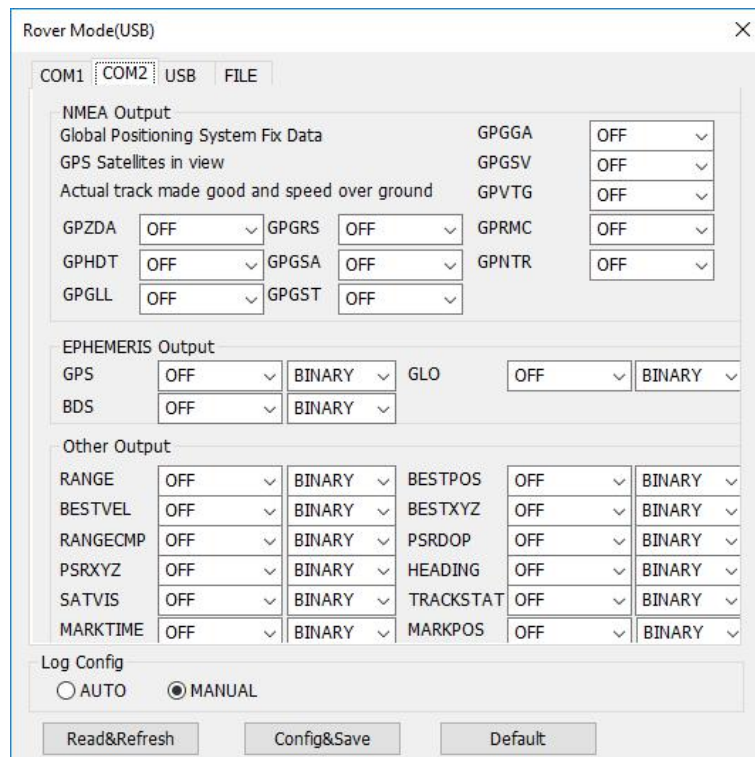 Rover Mode(USB)
COM1 COM2 USB FILE
NMEA Output
Global Positioning System Fix Data GPGGA OFF
GPS Satellites in view GPGSV OFF
Actual track made good and speed over ground GPVTG OFF
GPZDA OFF GPGRS OFF GPRMC OFF
GPHDT OFF GPGSA OFF GPNTR OFF
GPGLL OFF GPGST OFF
EPHEMERIS Output
GPS OFF BINARY GLO OFF BINARY
BDS OFF BINARY
Other Output
RANGE OFF BINARY BESTPOS OFF BINARY
BESTVEL OFF BINARY BESTXYZ OFF BINARY
RANGECMP OFF BINARY PSRDOP OFF BINARY
PSRXYZ OFF BINARY HEADING OFF BINARY
SATVIS OFF BINARY TRACKSTAT OFF BINARY
MARKTIME OFF BINARY MARKPOS OFF BINARY
Log Config
AUTO MANUAL
Read&Refresh Config&Save Default